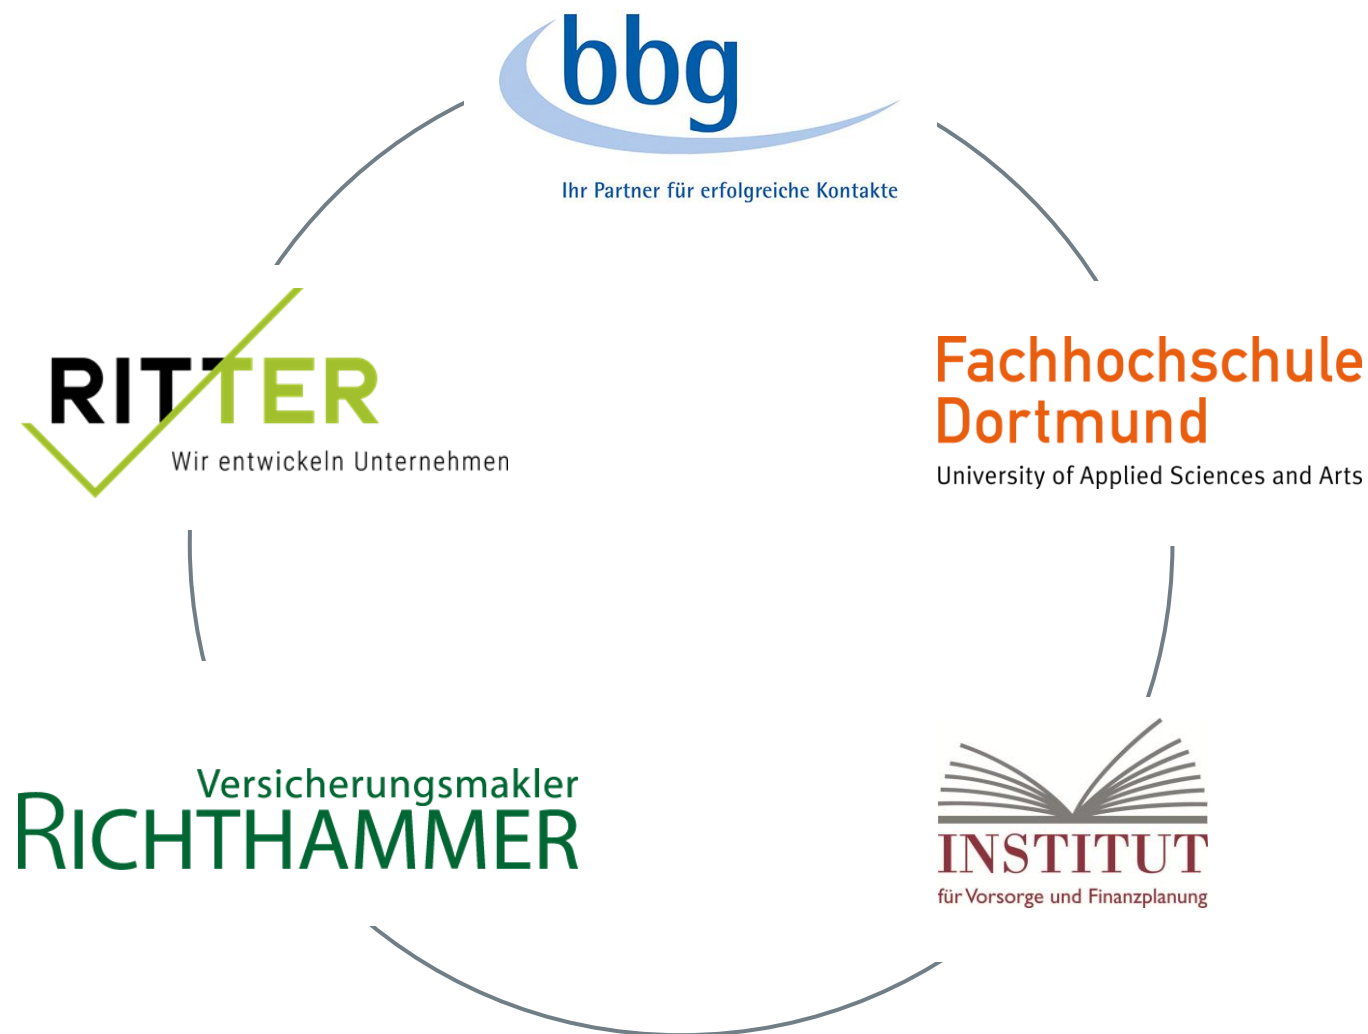 bbg
Ihr Partner für erfolgreiche Kontakte
RITTER
Wir entwickeln Unternehmen
Fachhochschule
Dortmund
University of Applied Sciences and Arts
Versicherungsmakler
RICHTHAMMER
INSTITUT
für Vorsorge und Finanzplanung